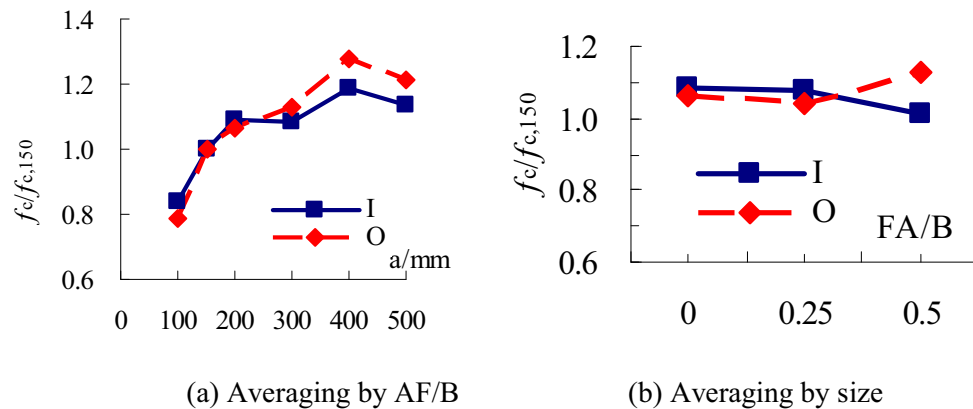 1.4
1.2
1.0
0.8
0.6
fc/fc,150
I
O
a/mm
0 100 200 300 400 500
(a) Averaging by AF/B
1.2
1.0
0.8
0.6
fc/fc,150
I
O
FA/B
0 0.25 0.5
(b) Averaging by size